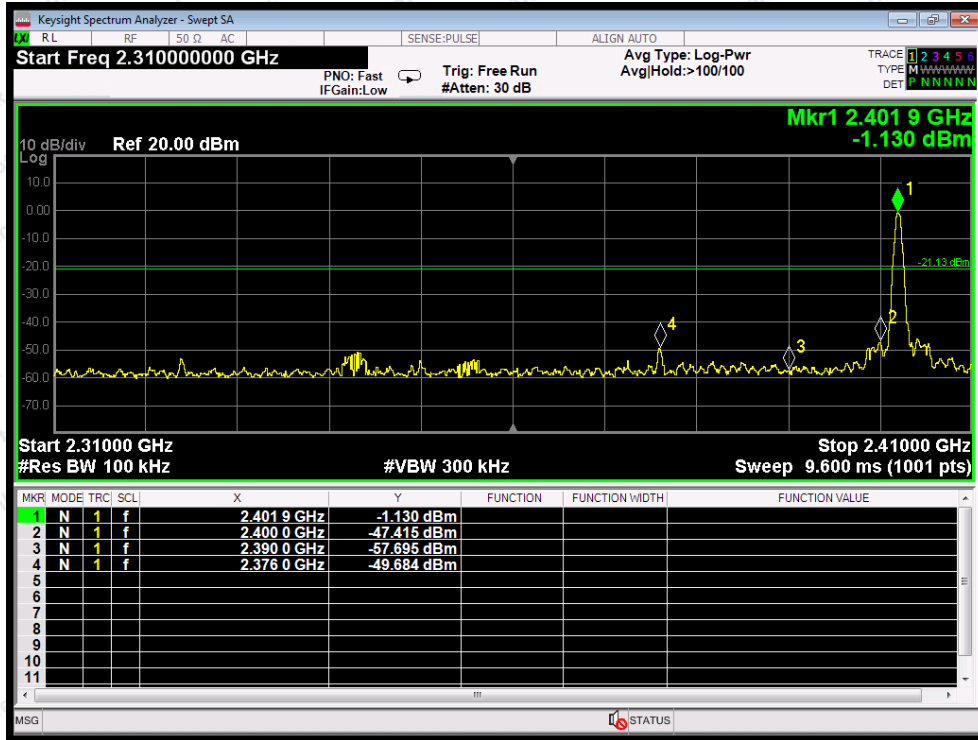 Keysight Spectrum Analyzer - Swept SA
RL RF 50 Ω AC SENSE:PULSE ALIGN AUTO
Start Freq 2.310000000 GHz
PNO: Fast
IFGain:Low
Trig: Free Run
#Atten: 30 dB
Avg Type: Log-Pwr
Avg|Hold:>100/100
TRACE 1 2 3 4 5 6
TYPE M WWWWW
DET P N N N N N
Mkr1 2.401 9 GHz
-1.130 dBm
10 dB/div Ref 20.00 dBm
Log
10.0
0.00
-10.0
-20.0
-30.0
-40.0
-50.0
-60.0
-70.0
1
-21.13 dBm
2
4
3
Start 2.31000 GHz Stop 2.41000 GHz
#Res BW 100 kHz #VBW 300 kHz Sweep 9.600 ms (1001 pts)
MKR MODE TRC SCL X Y FUNCTION FUNCTION WIDTH FUNCTION VALUE
1 N 1 f 2.401 9 GHz -1.130 dBm
2 N 1 f 2.400 0 GHz -47.415 dBm
3 N 1 f 2.390 0 GHz -57.695 dBm
4 N 1 f 2.376 0 GHz -49.684 dBm
5
6
7
8
9
10
11
MSG STATUS